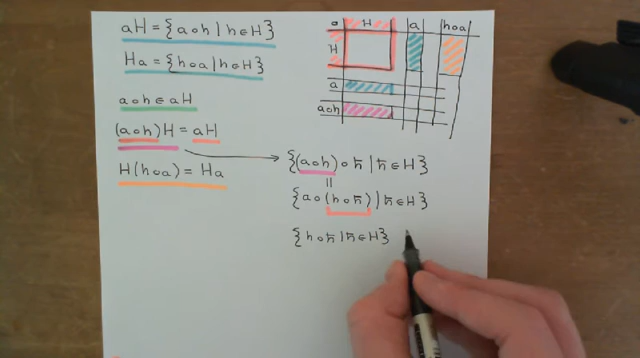 aH = {a∘h | h∈H}
Ha = {h∘a | h∈H}
a∘h ∈ aH
(a∘h)H = aH
H(h∘a) = Ha
∘ H a h∘a
H
a
a∘h
{(a∘h)∘ℏ | ℏ∈H}
=
{a∘(h∘ℏ) | ℏ∈H}
{h∘ℏ | ℏ∈H}